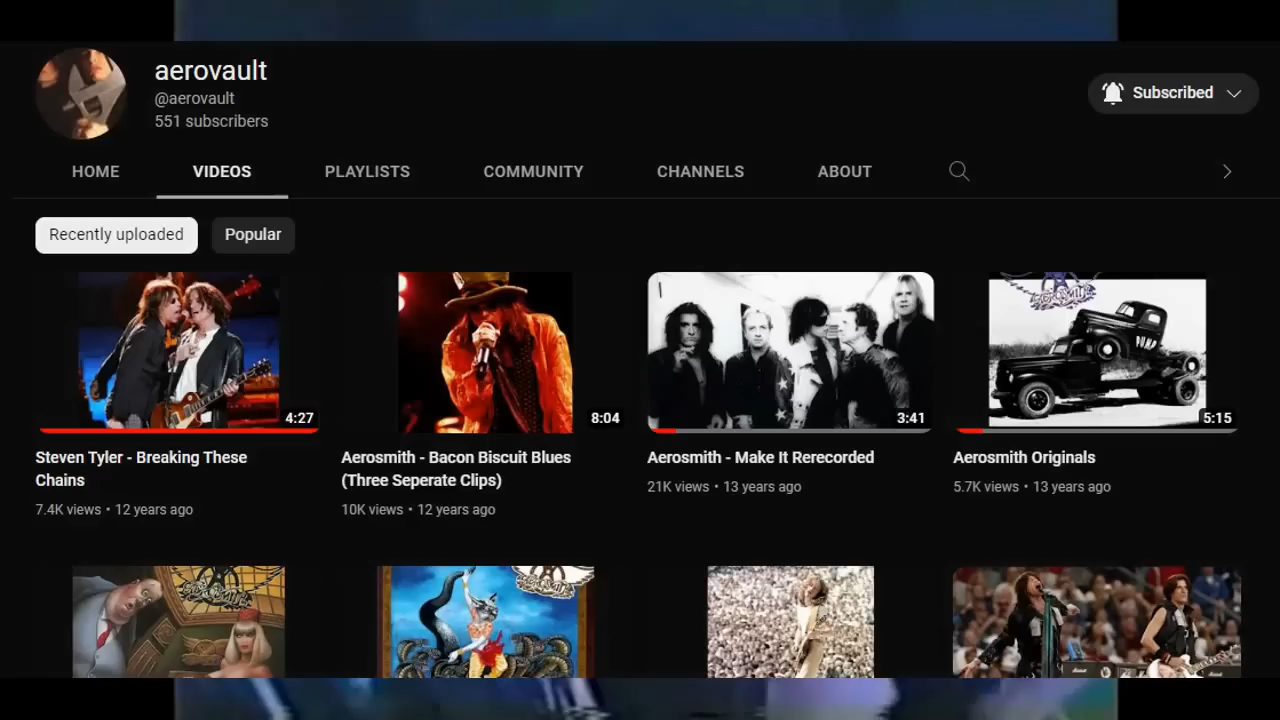 aerovault
@aerovault
551 subscribers
Subscribed
HOME
VIDEOS
PLAYLISTS
COMMUNITY
CHANNELS
ABOUT
Recently uploaded
Popular
4:27
8:04
3:41
AEROSMITH
PUMP
5:15
Steven Tyler - Breaking These
Chains
7.4K views • 12 years ago
Aerosmith - Bacon Biscuit Blues
(Three Seperate Clips)
10K views • 12 years ago
Aerosmith - Make It Rerecorded
21K views • 13 years ago
Aerosmith Originals
5.7K views • 13 years ago
AEROSMITH